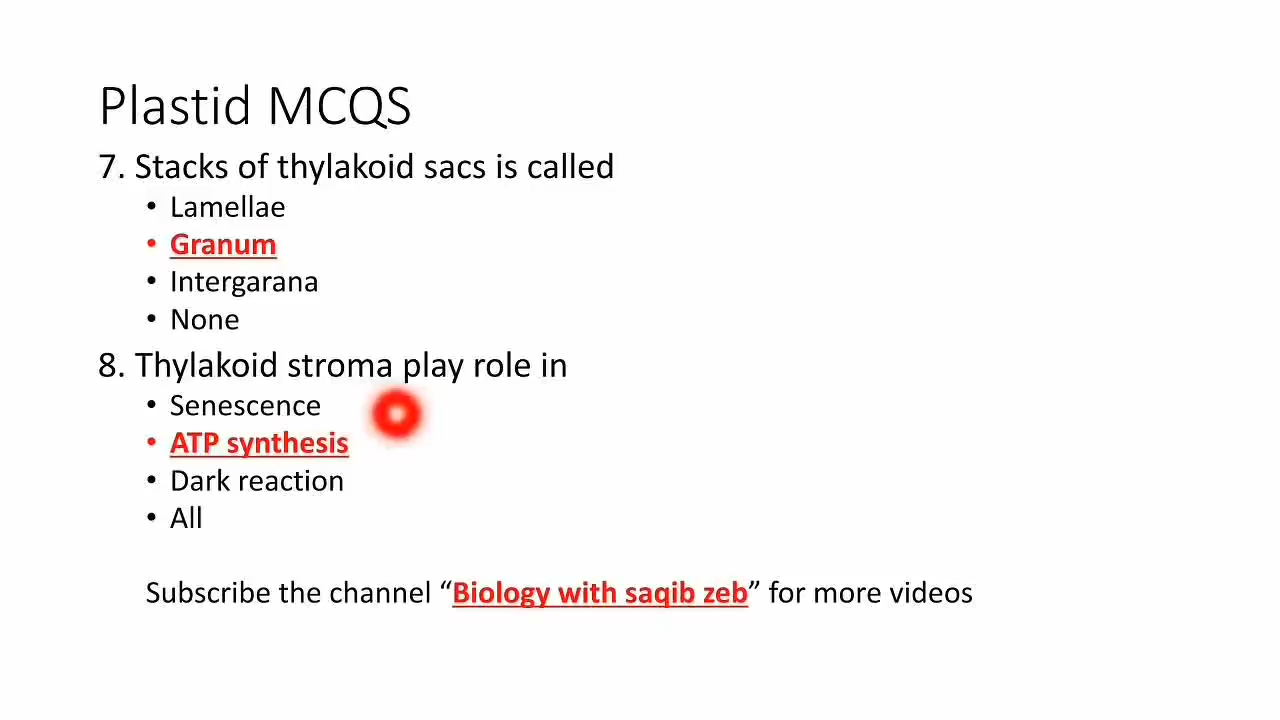 Plastid MCQS
7. Stacks of thylakoid sacs is called
• Lamellae
• Granum
• Intergarana
• None
8. Thylakoid stroma play role in
• Senescence
• ATP synthesis
• Dark reaction
• All
Subscribe the channel “Biology with saqib zeb” for more videos